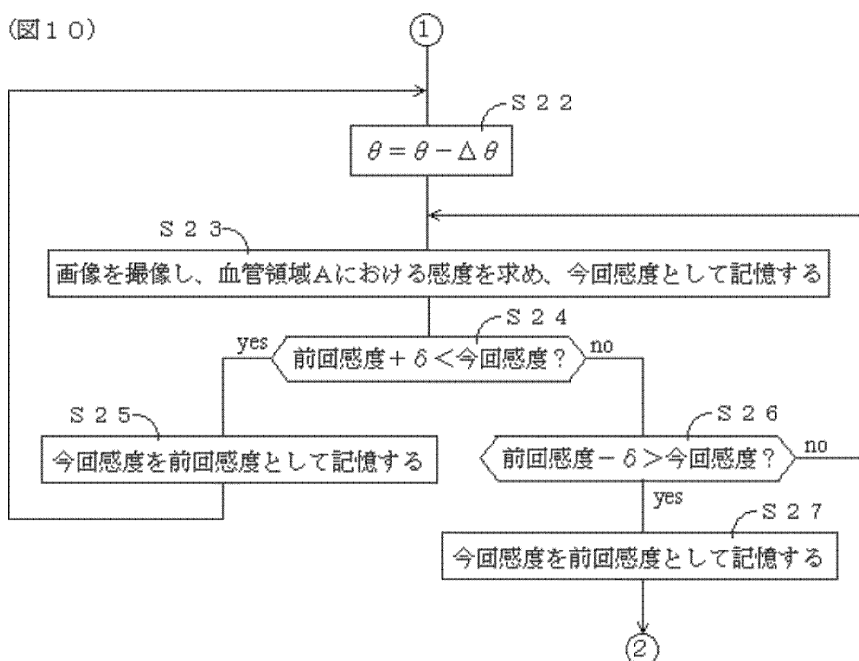 (図10)
①
S22
θ=θ-Δθ
S23
画像を撮像し、血管領域Aにおける感度を求め、今回感度として記憶する
S24
yes
前回感度+δ<今回感度?
no
S25
今回感度を前回感度として記憶する
S26
前回感度-δ>今回感度?
no
yes
S27
今回感度を前回感度として記憶する
②